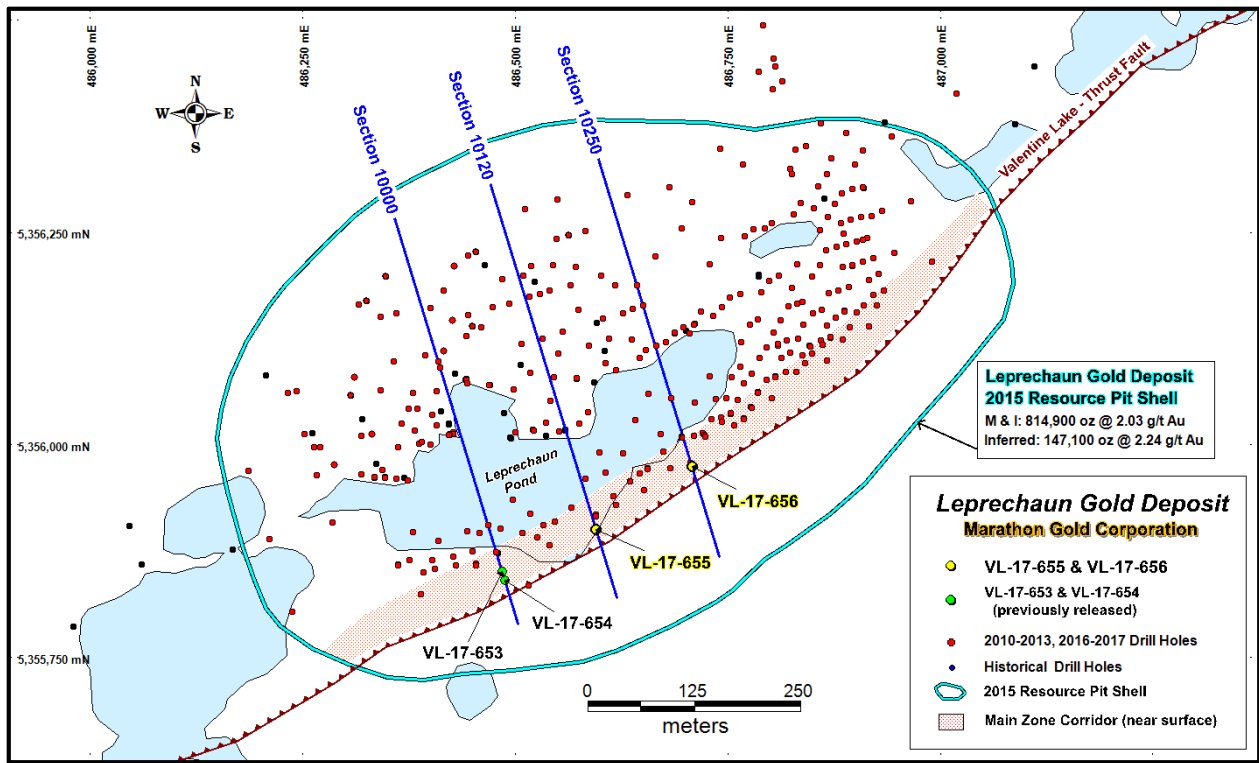 486,000 mE
486,250 mE
486,500 mE
486,750 mE
487,000 mE
N
W E
S
Section 10000
Section 10120
Section 10250
Valentine Lake - Thrust Fault
5,356,250 mN
5,356,000 mN
5,355,750 mN
Leprechaun
Pond
VL-17-656
VL-17-655
VL-17-654
VL-17-653
0 125 250
meters
Leprechaun Gold Deposit
2015 Resource Pit Shell
M & I: 814,900 oz @ 2.03 g/t Au
Inferred: 147,100 oz @ 2.24 g/t Au
Leprechaun Gold Deposit
Marathon Gold Corporation
VL-17-655 & VL-17-656
VL-17-653 & VL-17-654
(previously released)
2010-2013, 2016-2017 Drill Holes
Historical Drill Holes
2015 Resource Pit Shell
Main Zone Corridor (near surface)